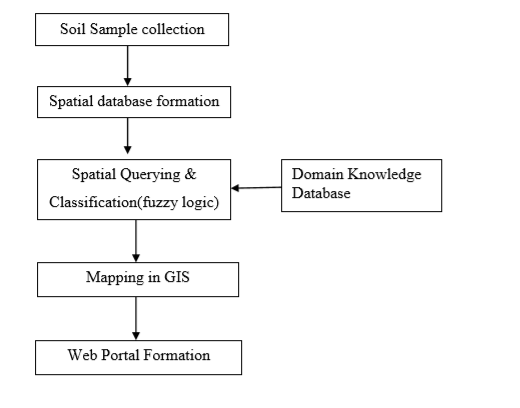 Soil Sample collection
Spatial database formation
Spatial Querying &
Classification(fuzzy logic)
Domain Knowledge
Database
Mapping in GIS
Web Portal Formation